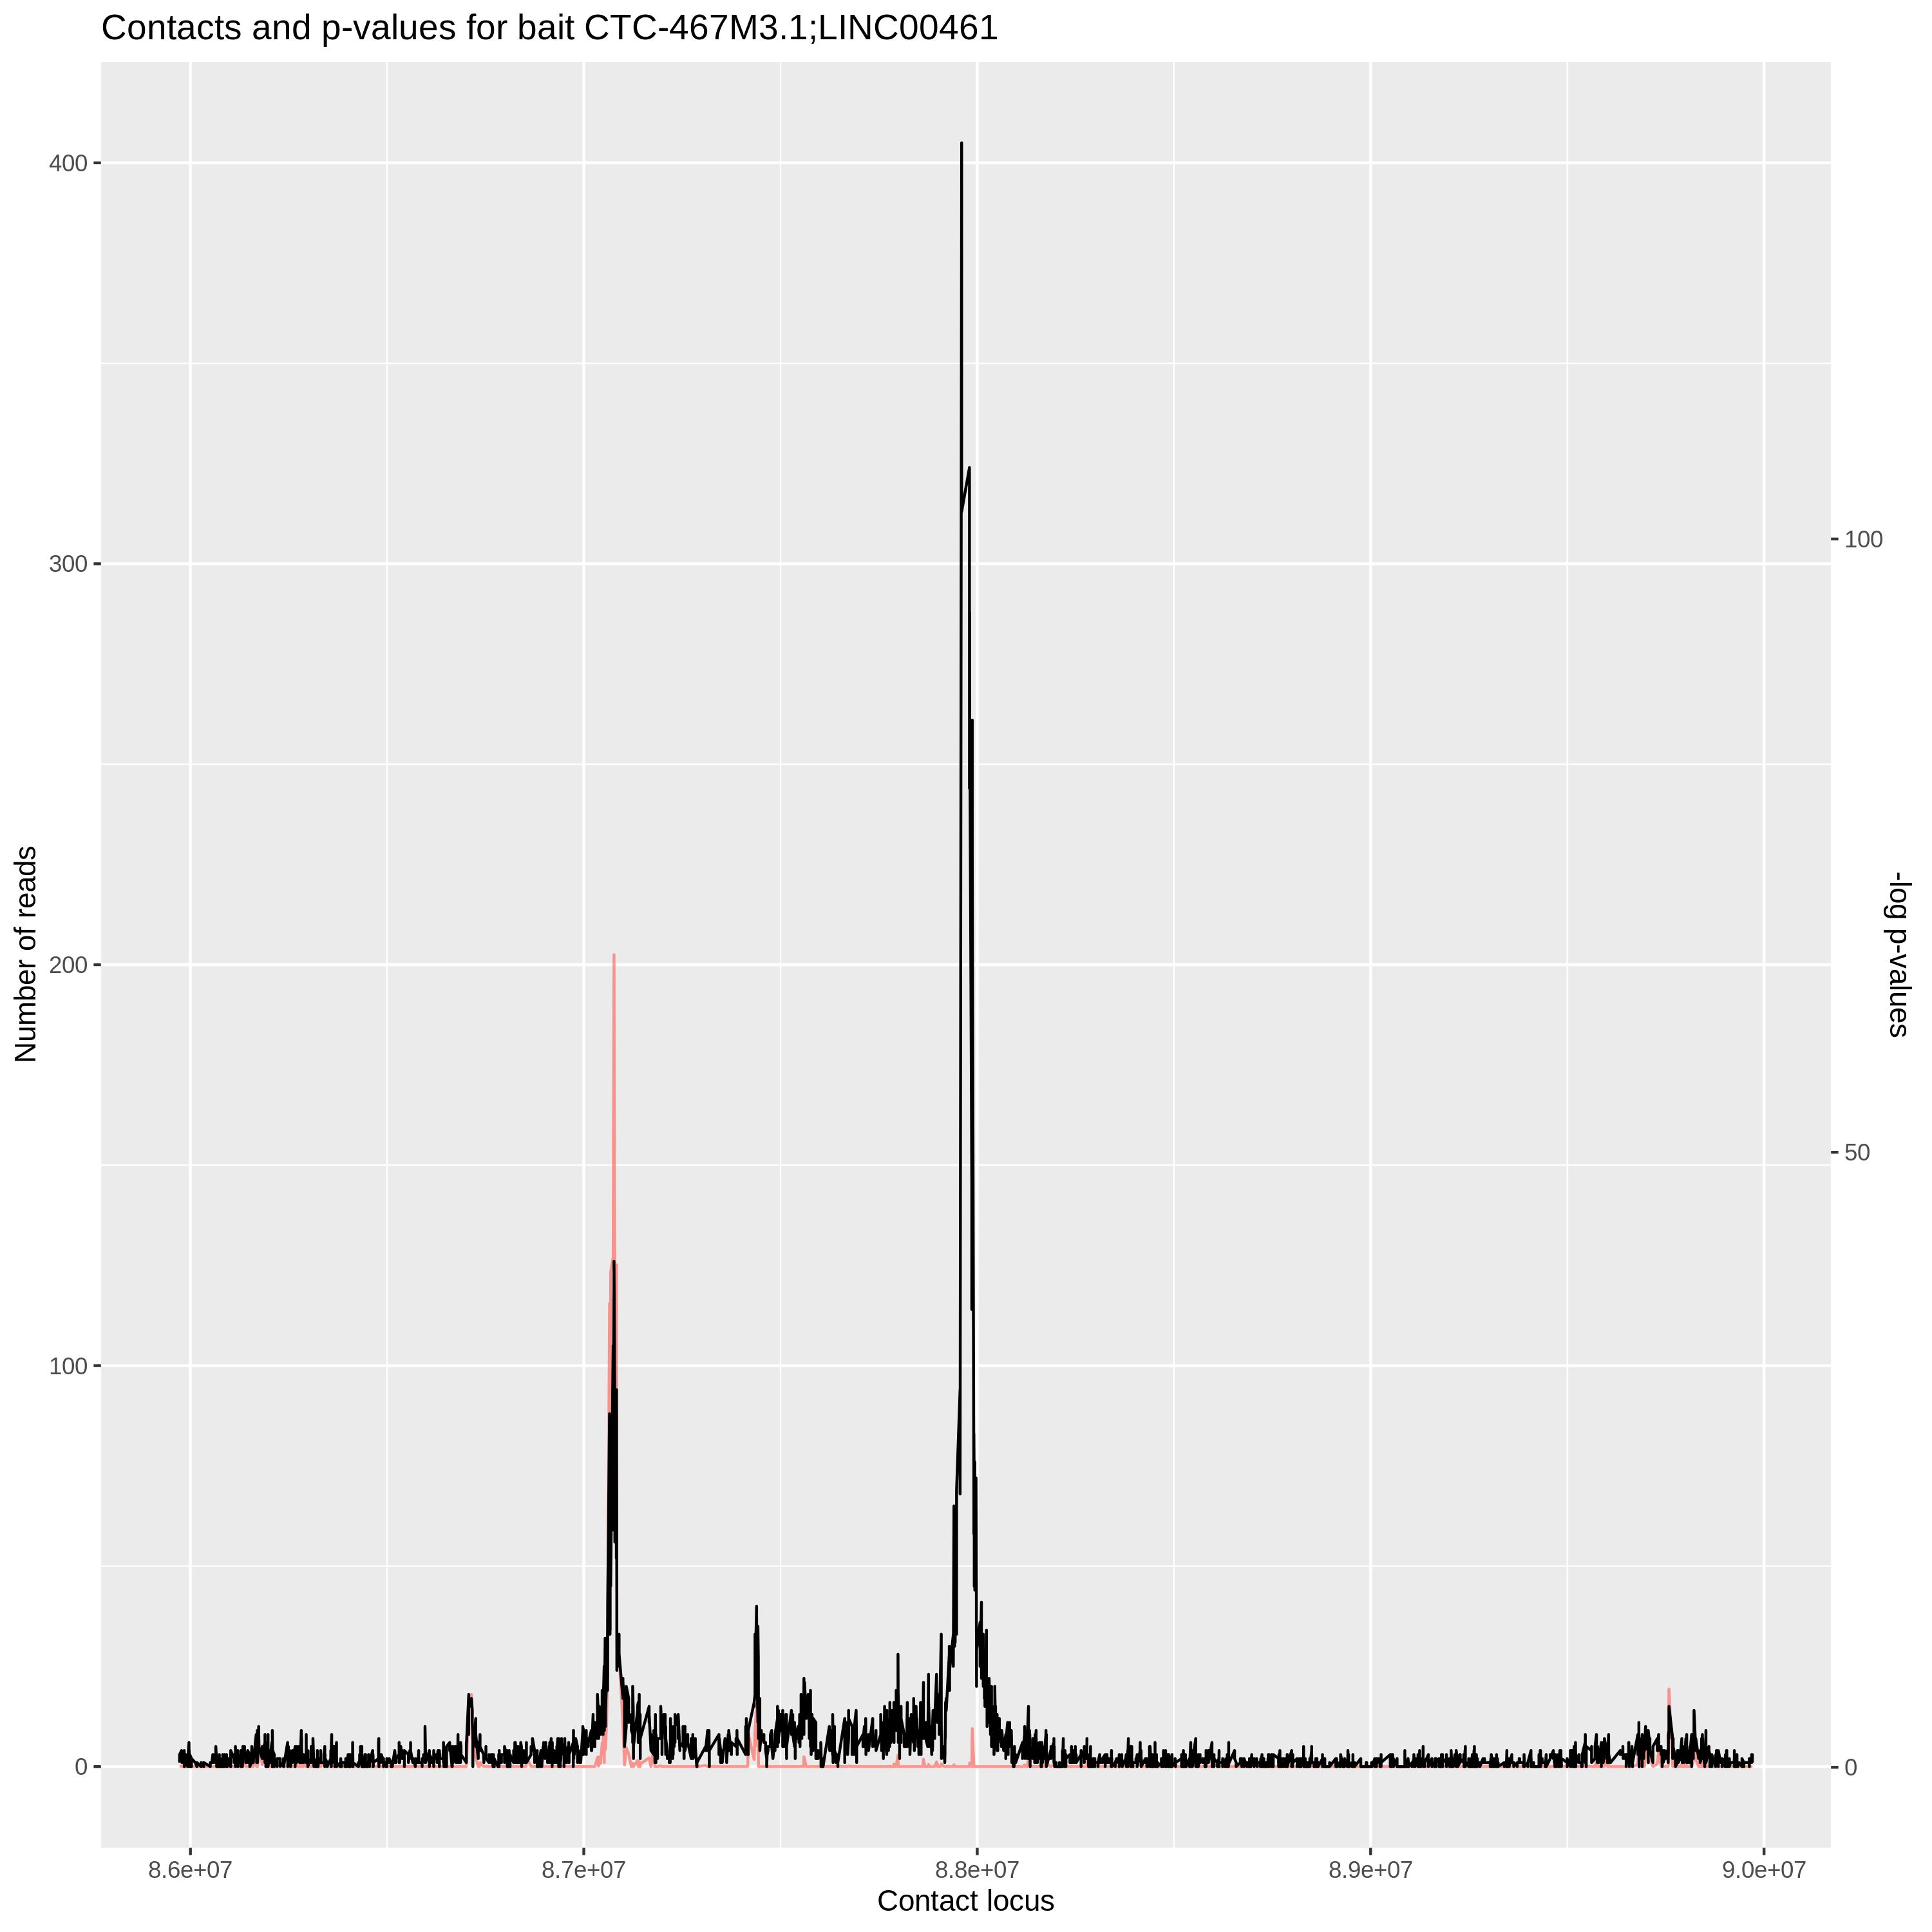 Contacts and p-values for bait CTC-467M3.1;LINC00461
Number of reads
400
300
200
100
0
100
50
0
-log p-values
8.6e+07
8.7e+07
8.8e+07
8.9e+07
9.0e+07
Contact locus